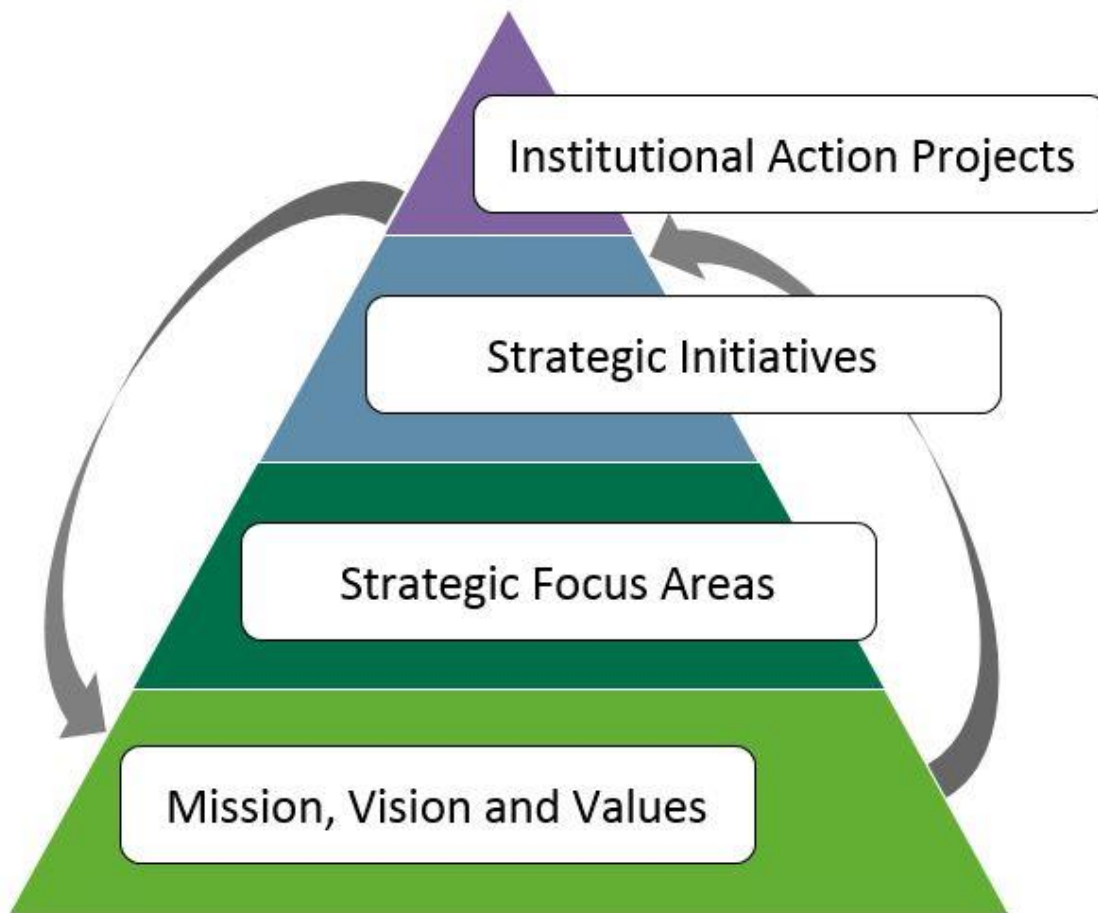 Institutional Action Projects
Strategic Initiatives
Strategic Focus Areas
Mission, Vision and Values